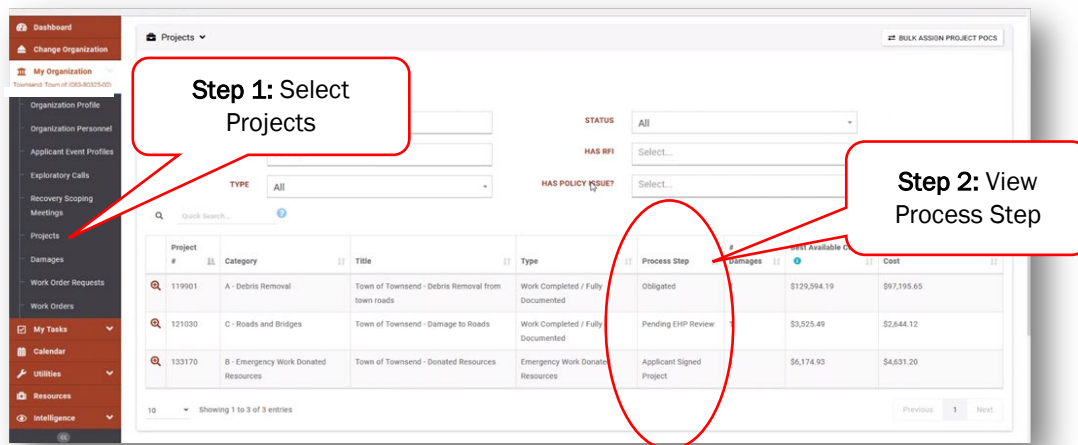 Dashboard
Change Organization
My Organization
Townsend, Town of (083-80325-00)
Organization Profile
Organization Personnel
Applicant Event Profiles
Exploratory Calls
Recovery Scoping
Meetings
Projects
Damages
Work Order Requests
Work Orders
My Tasks
Calendar
Utilities
Resources
Intelligence
Projects
BULK ASSIGN PROJECT POCS
Step 1: Select
Projects
STATUS All
HAS RFI Select...
TYPE All
HAS POLICY ISSUE? Select...
Step 2: View
Process Step
Quick Search...
Project
# Category Title Type Process Step # Damages Best Available Cost
119901 A - Debris Removal Town of Townsend - Debris Removal from
town roads Work Completed / Fully
Documented Obligated $129,594.19 $97,195.65
121030 C - Roads and Bridges Town of Townsend - Damage to Roads Work Completed / Fully
Documented Pending EHP Review $3,525.49 $2,644.12
133170 B - Emergency Work Donated
Resources Town of Townsend - Donated Resources Emergency Work Donated
Resources Applicant Signed
Project $6,174.93 $4,631.20
10 Showing 1 to 3 of 3 entries
Previous 1 Next